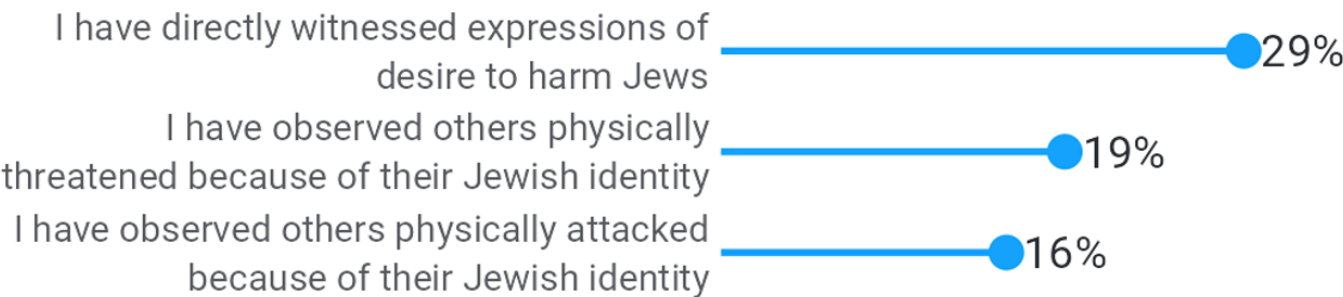 I have directly witnessed expressions of
desire to harm Jews
29%
I have observed others physically
threatened because of their Jewish identity
19%
I have observed others physically attacked
because of their Jewish identity
16%